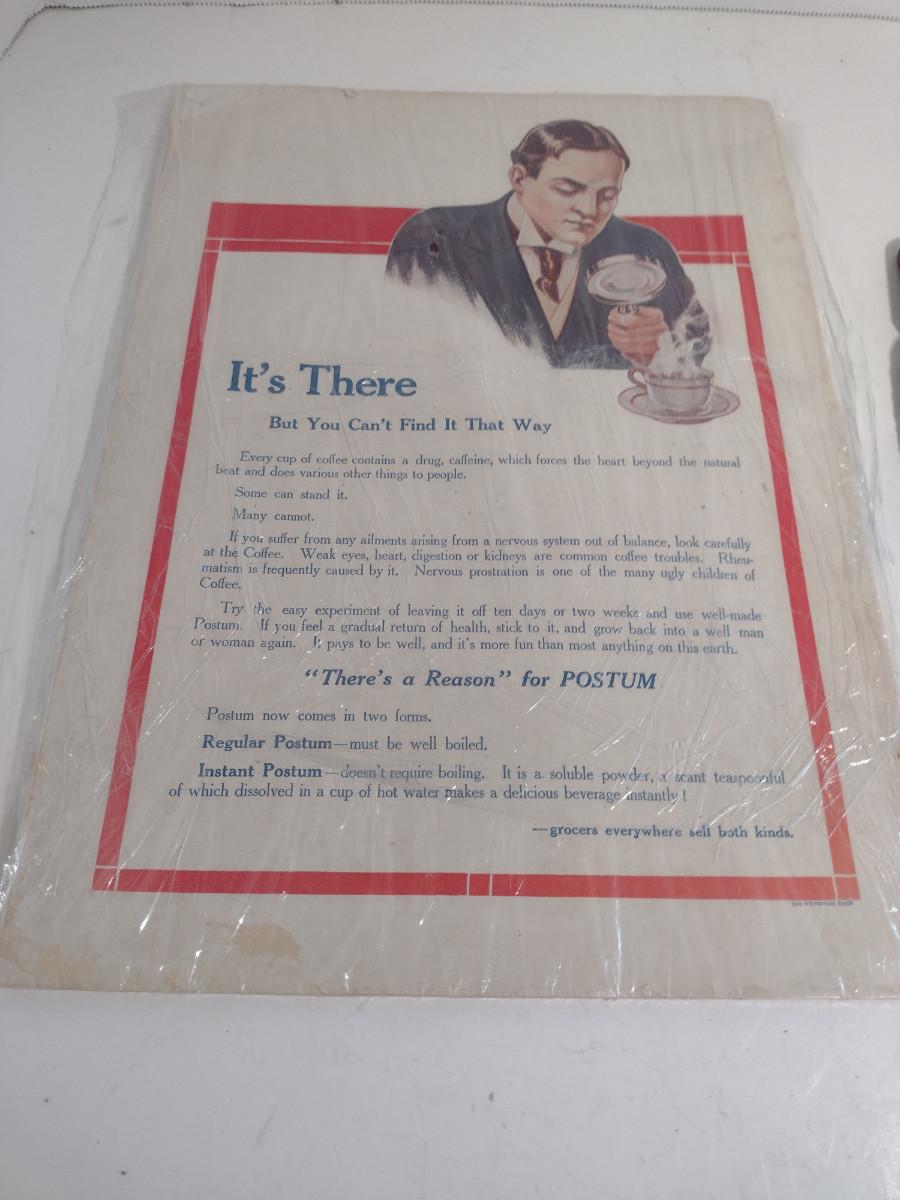 It's There
But You Can't Find It That Way
Every cup of coffee contains a drug, caffeine, which forces the heart beyond the natural
beat and does various other things to people.
Some can stand it.
Many cannot.
If you suffer from any ailments arising from a nervous system out of balance, look carefully
at the Coffee. Weak eyes, heart, digestion or kidneys are common coffee troubles. Rheu-
matism is frequently caused by it. Nervous prostration is one of the many ugly children of
Coffee.
Try the easy experiment of leaving it off ten days or two weeks and use well-made
Postum. If you feel a gradual return of health, stick to it, and grow back into a well man
or woman again. It pays to be well, and it's more fun than most anything on this earth.
"There's a Reason" for POSTUM
Postum now comes in two forms.
Regular Postum—must be well boiled.
Instant Postum—doesn't require boiling. It is a soluble powder, a scant teaspoonful
of which dissolved in a cup of hot water makes a delicious beverage instantly!
—grocers everywhere sell both kinds.